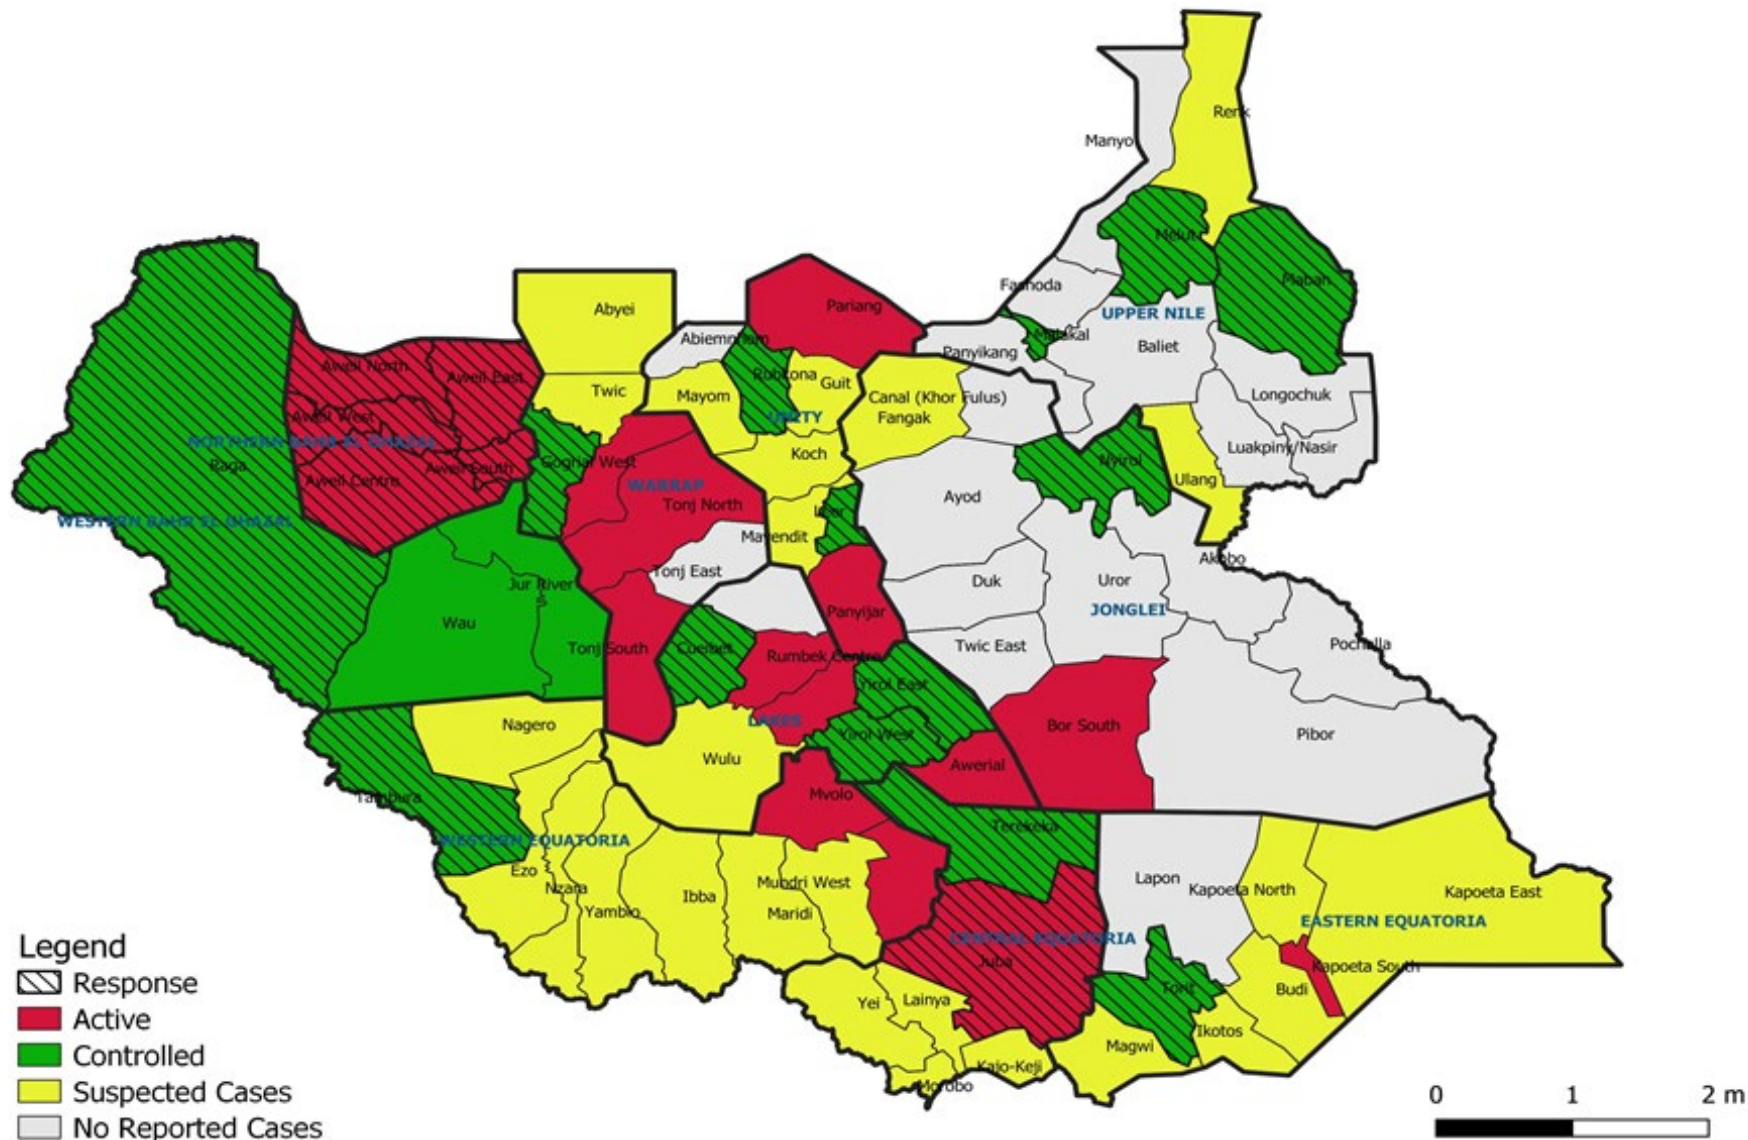 Renk
Manyo
Melut
Maban
Fashoda
UPPER NILE
Abyei
Pariang
Abiemnhom
Panyikang
Malakal
Baliet
Aweil North
Aweil East
Twic
Mayom
Rubkona
Guit
Canal (Khor Fulus)
Fangak
Longochuk
Aweil West
UNITY
NORTHERN BAHR EL GHAZAL
Raga
Aweil Centre
Aweil South
Gogrial West
Koch
Nyirol
Luakpiny/Nasir
Ulang
WARRAP
Tonj North
Ayod
WESTERN BAHR EL GHAZAL
Leer
Mayendit
Akobo
Jur River
Tonj East
Duk
Uror
JONGLEI
Wau
Panyijar
Tonj South
Cueibet
Rumbek Centre
Twic East
Pochalla
Yirol East
Nagero
LAKES
Yirol West
Bor South
Pibor
Wulu
Awerial
Tambura
Mvolo
Terekeka
WESTERN EQUATORIA
Ezo
Nzara
Yambio
Ibba
Mundri West
Maridi
Lapon
Kapoeta North
Kapoeta East
EASTERN EQUATORIA
CENTRAL EQUATORIA
Juba
Kapoeta South
Torit
Budi
Yei
Lainya
Ikotos
Magwi
Kajo-Keji
Morobo
Legend
Response
Active
Controlled
Suspected Cases
No Reported Cases
0 1 2 m